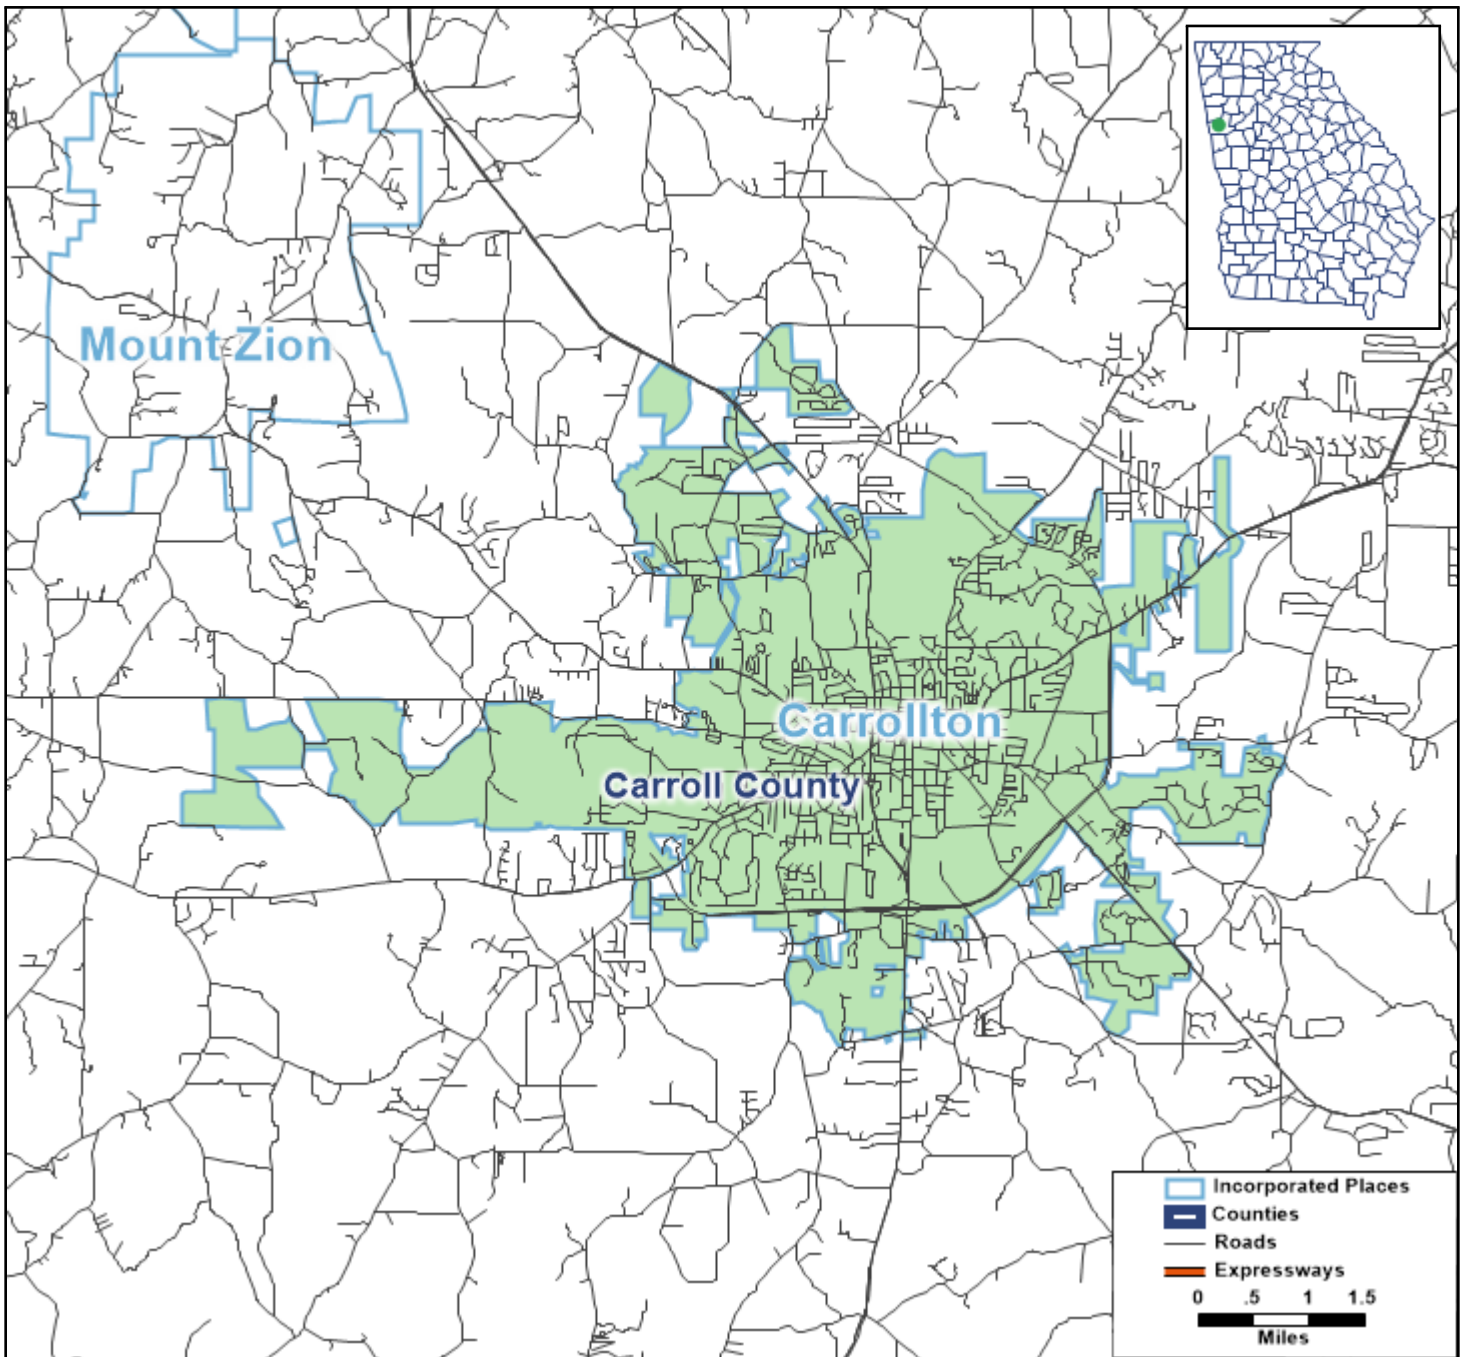 Mount Zion
Carrollton
Carroll County
Incorporated Places
Counties
Roads
Expressways
0 .5 1 1.5
Miles